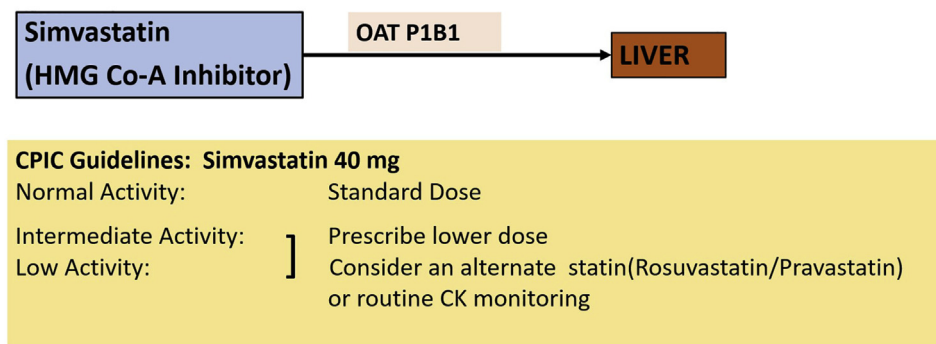 Simvastatin
(HMG Co-A Inhibitor)
OAT P1B1
LIVER
CPIC Guidelines: Simvastatin 40 mg
Normal Activity: Standard Dose
Intermediate Activity: ] Prescribe lower dose
Low Activity: Consider an alternate statin(Rosuvastatin/Pravastatin)
or routine CK monitoring